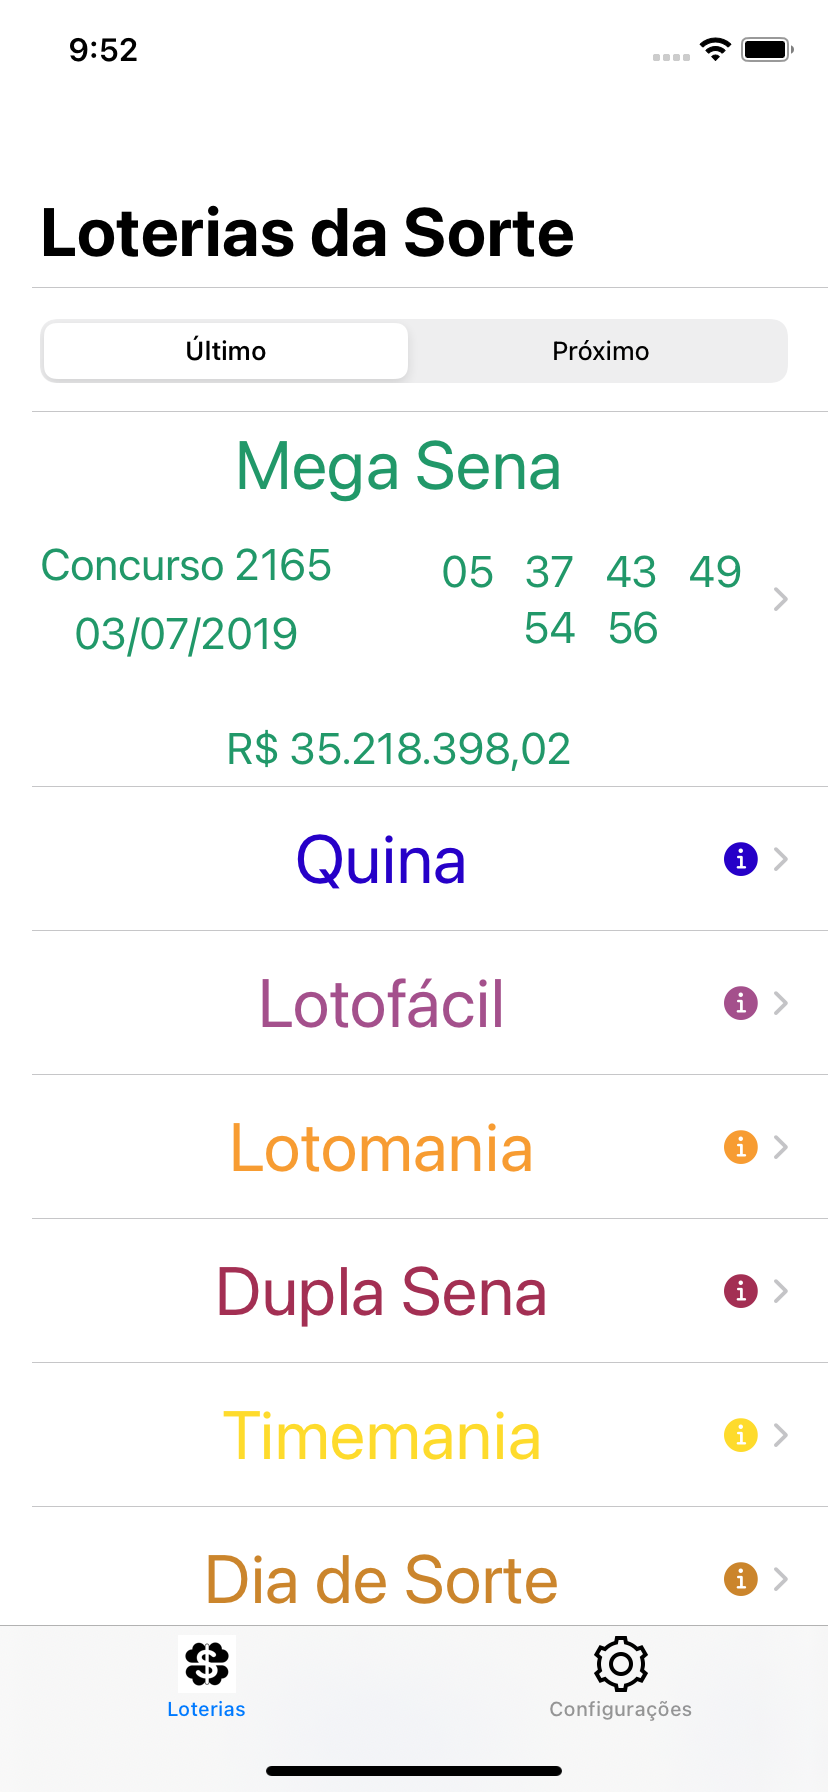 9:52
Loterias da Sorte
Último Próximo
Mega Sena
Concurso 2165
03/07/2019
05 37 43 49
54 56
R$ 35.218.398,02
Quina
Lotofácil
Lotomania
Dupla Sena
Timemania
Dia de Sorte
Loterias Configurações